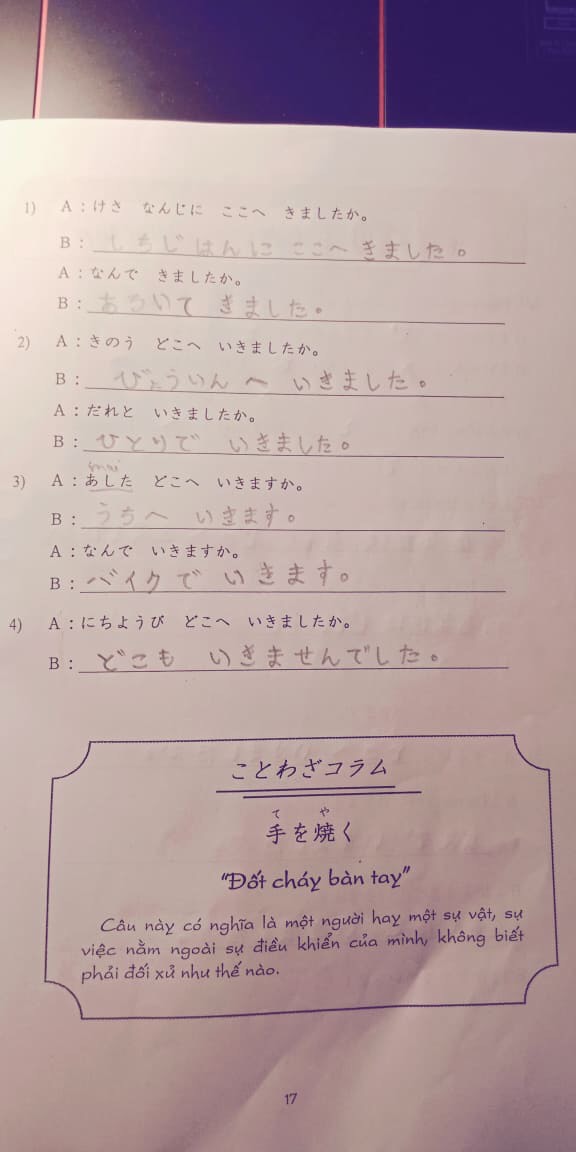 1) A：けさ なんじに ここへ きましたか。
B：しちじはんに ここへ きました。
A：なんで きましたか。
B：あるいて きました。
2) A：きのう どこへ いきましたか。
B：びょういんへ いきました。
A：だれと いきましたか。
B：ひとりで いきました。
3) A：あした どこへ いきますか。
B：うちへ いきます。
A：なんで いきますか。
B：バイクで いきます。
4) A：にちようび どこへ いきましたか。
B：どこも いきませんでした。
ことわざコラム
て や
手を焼く
"Đốt cháy bàn tay"
Câu này có nghĩa là một người hay một sự vật, sự
việc nằm ngoài sự điều khiển của mình, không biết
phải đối xử như thế nào.
17